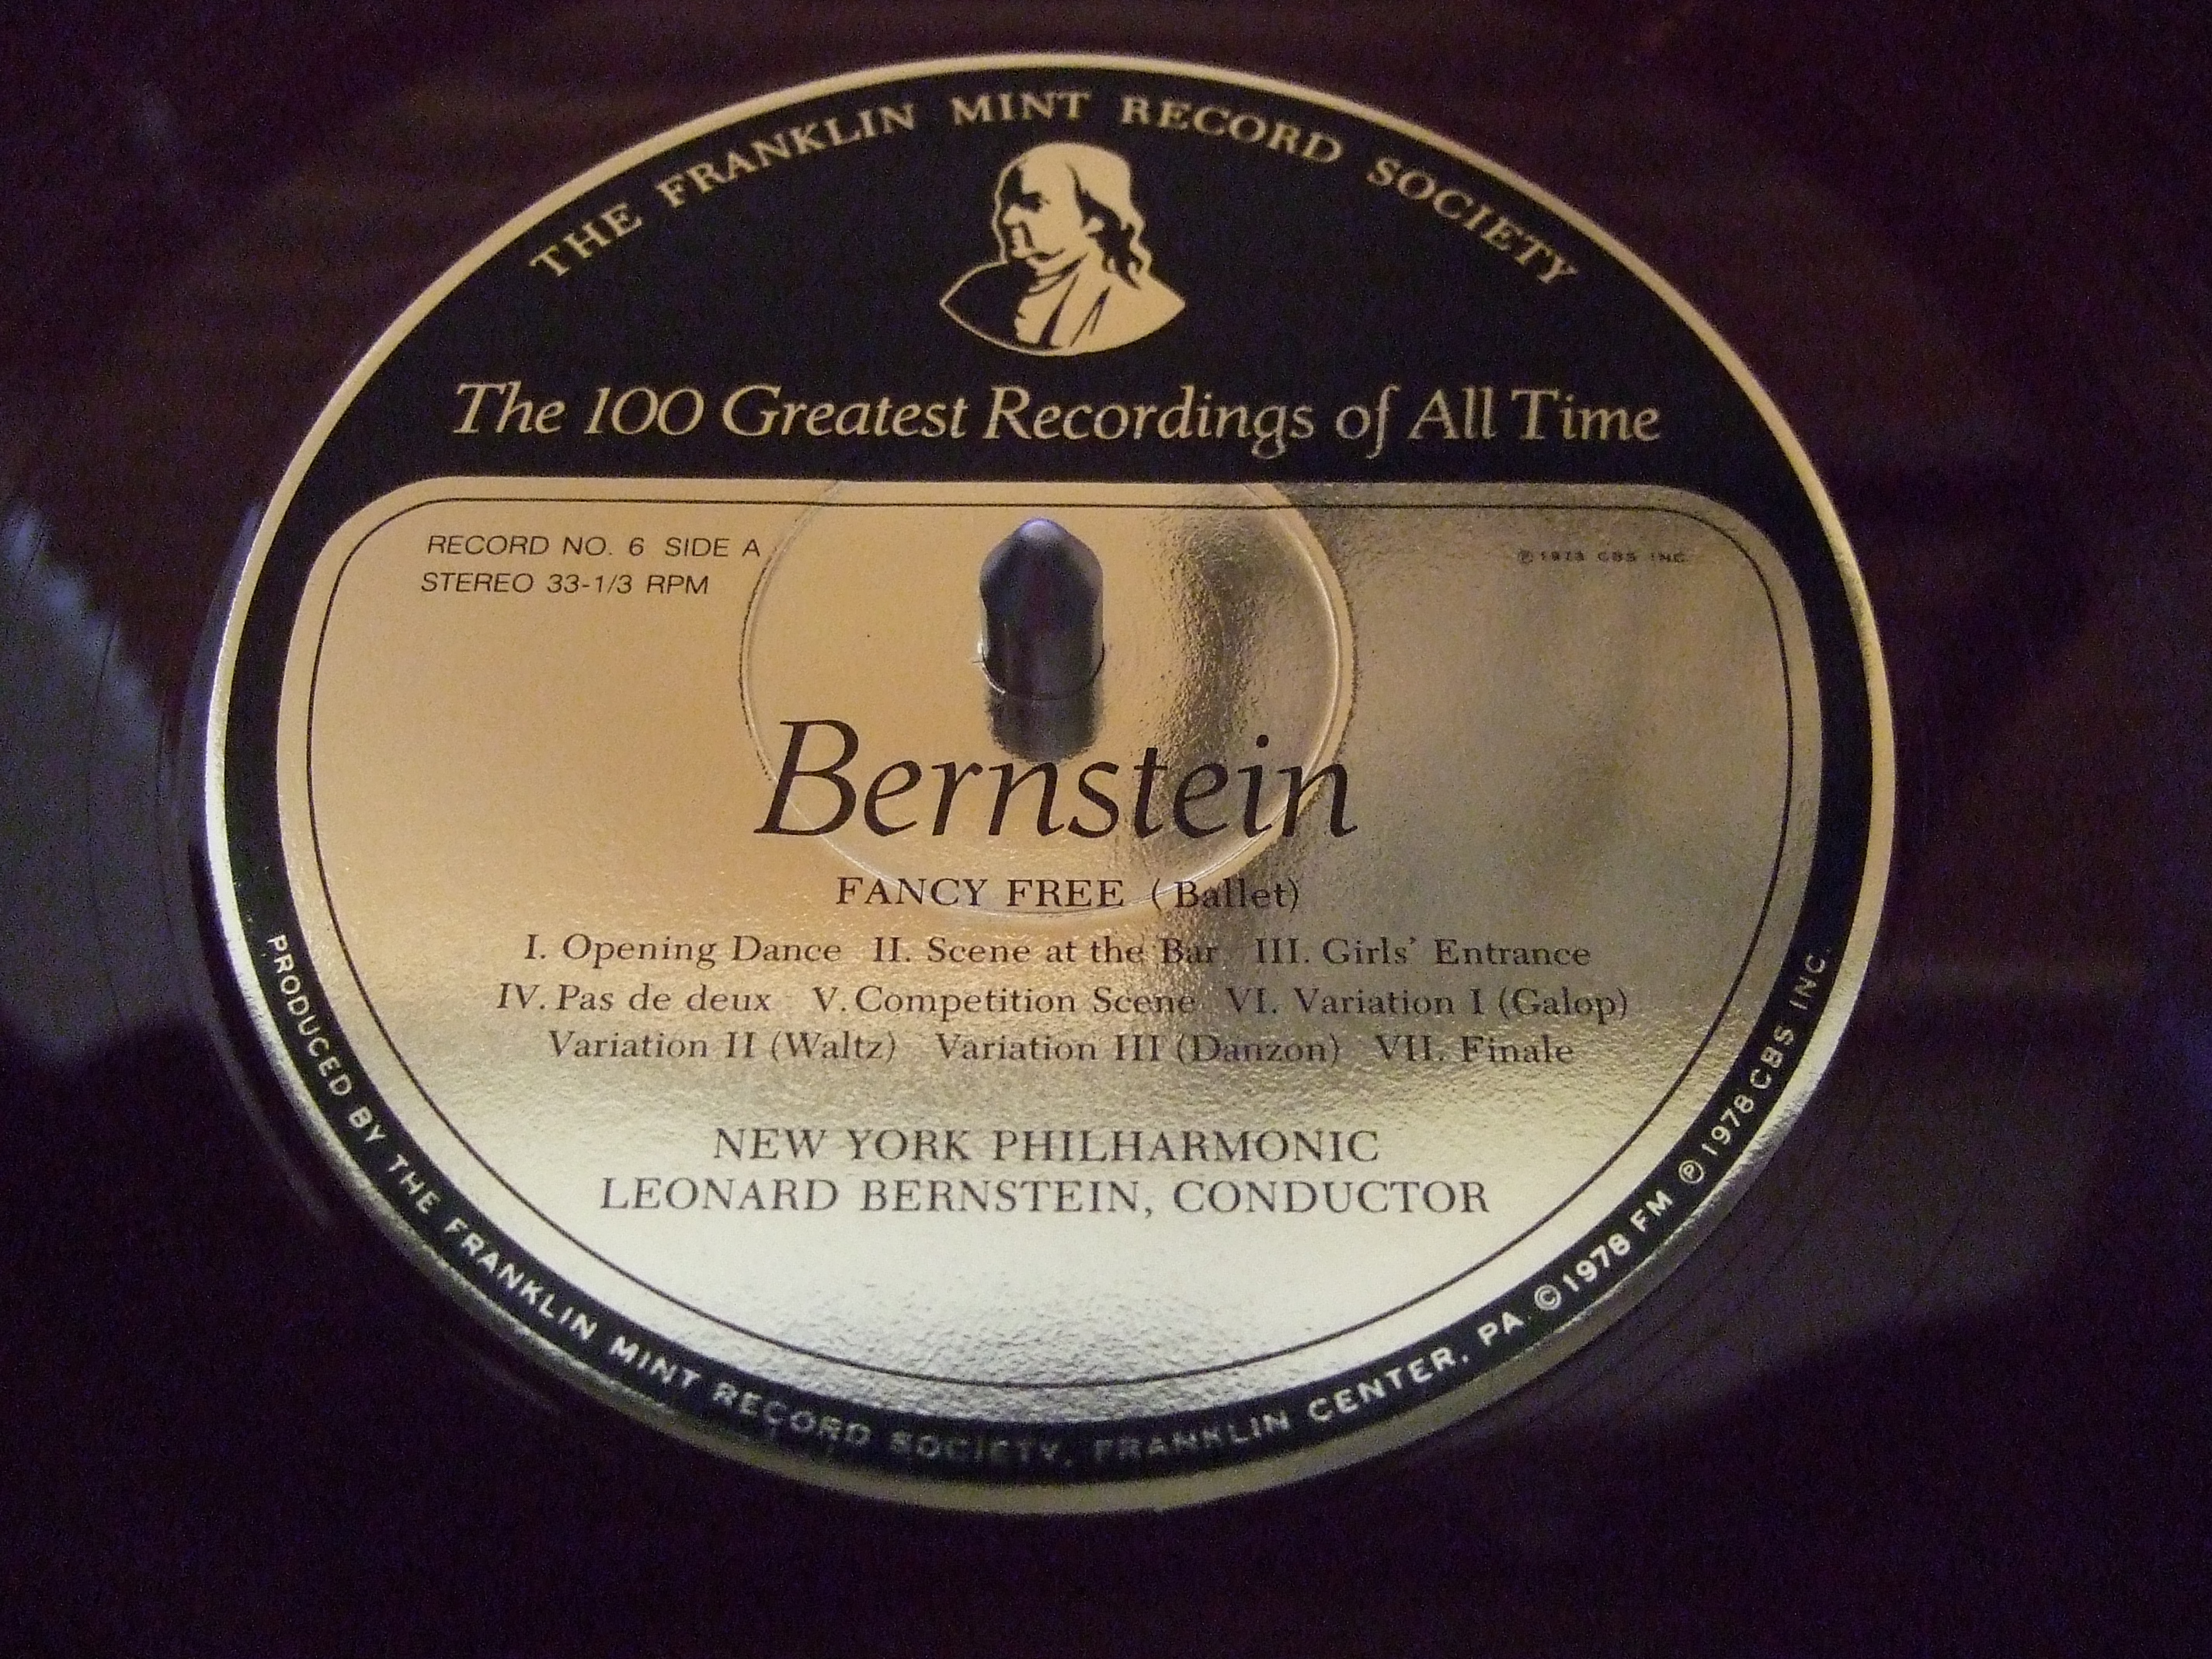 THE FRANKLIN MINT RECORD SOCIETY
The 100 Greatest Recordings of All Time
RECORD NO. 6 SIDE A
STEREO 33-1/3 RPM
℗ 1978 CBS INC.
Bernstein
FANCY FREE (Ballet)
I. Opening Dance II. Scene at the Bar III. Girls' Entrance
IV. Pas de deux V. Competition Scene VI. Variation I (Galop)
Variation II (Waltz) Variation III (Danzon) VII. Finale
NEW YORK PHILHARMONIC
LEONARD BERNSTEIN, CONDUCTOR
PRODUCED BY THE FRANKLIN MINT RECORD SOCIETY, FRANKLIN CENTER, PA. © 1978 FM ℗ 1978 CBS INC.